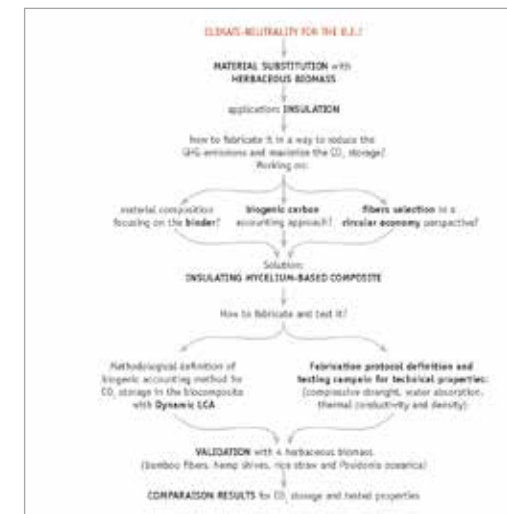 CLIMATE-NEUTRALITY FOR THE B.E.?
MATERIAL SUBSTITUTION with
HERBACEOUS BIOMASS
application: INSULATION
how to fabricate it in a way to reduce the
GHG emissions and maximize the CO₂ storage?
Working on:
material composition
focusing on the binder?
biogenic carbon
accounting approach?
fibers selection in a
circular economy perspective?
Solution:
INSULATING MYCELIUM-BASED COMPOSITE
How to fabricate and test it?
Methodological definition of
biogenic accounting method for
CO₂ storage in the biocomposite
with Dynamic LCA
Fabrication protocol definition and
testing campain for technical properties:
(compressive strenght, water absorption,
thermal conductivity and density)
VALIDATION with 4 herbaceous biomass
(bamboo fibers, hemp shives, rice straw and Posidonia oceanica)
COMPARAISON RESULTS for CO₂ storage and tested properties